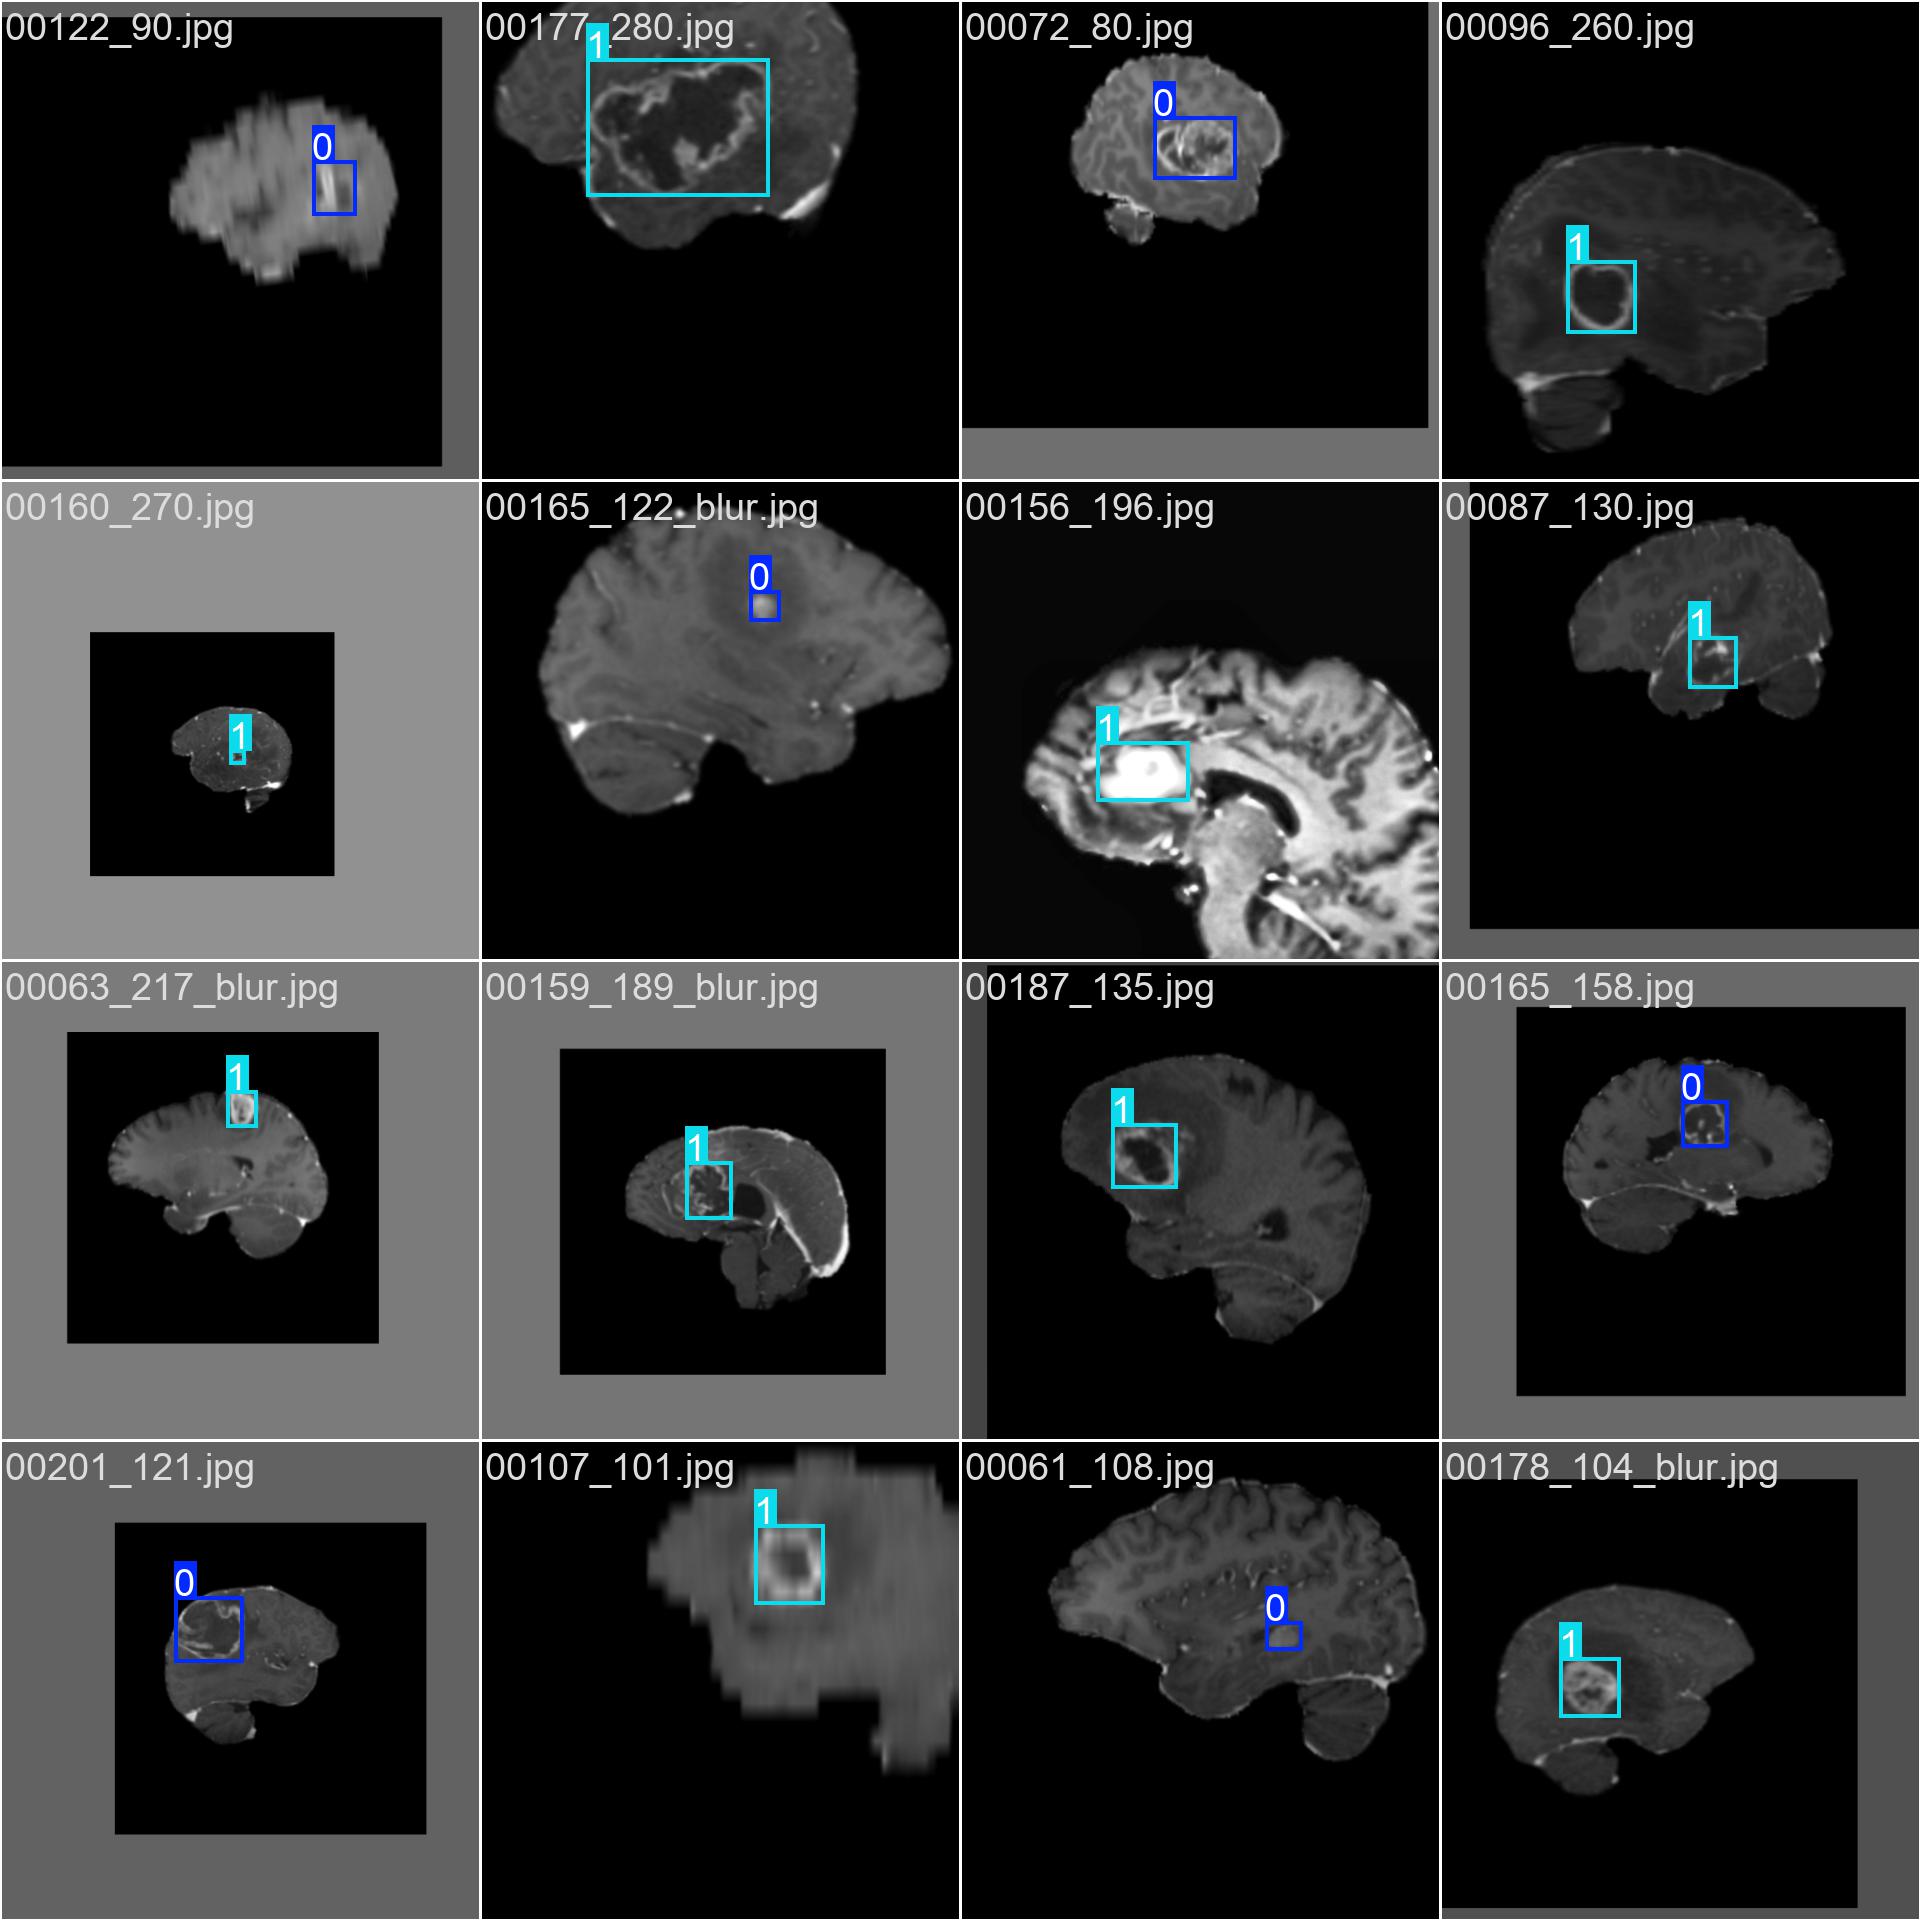 00122_90.jpg
0
00177_280.jpg
1
00072_80.jpg
0
00096_260.jpg
1
00160_270.jpg
1
00165_122_blur.jpg
0
00156_196.jpg
1
00087_130.jpg
1
00063_217_blur.jpg
1
00159_189_blur.jpg
1
00187_135.jpg
1
00165_158.jpg
0
00201_121.jpg
0
00107_101.jpg
1
00061_108.jpg
0
00178_104_blur.jpg
1